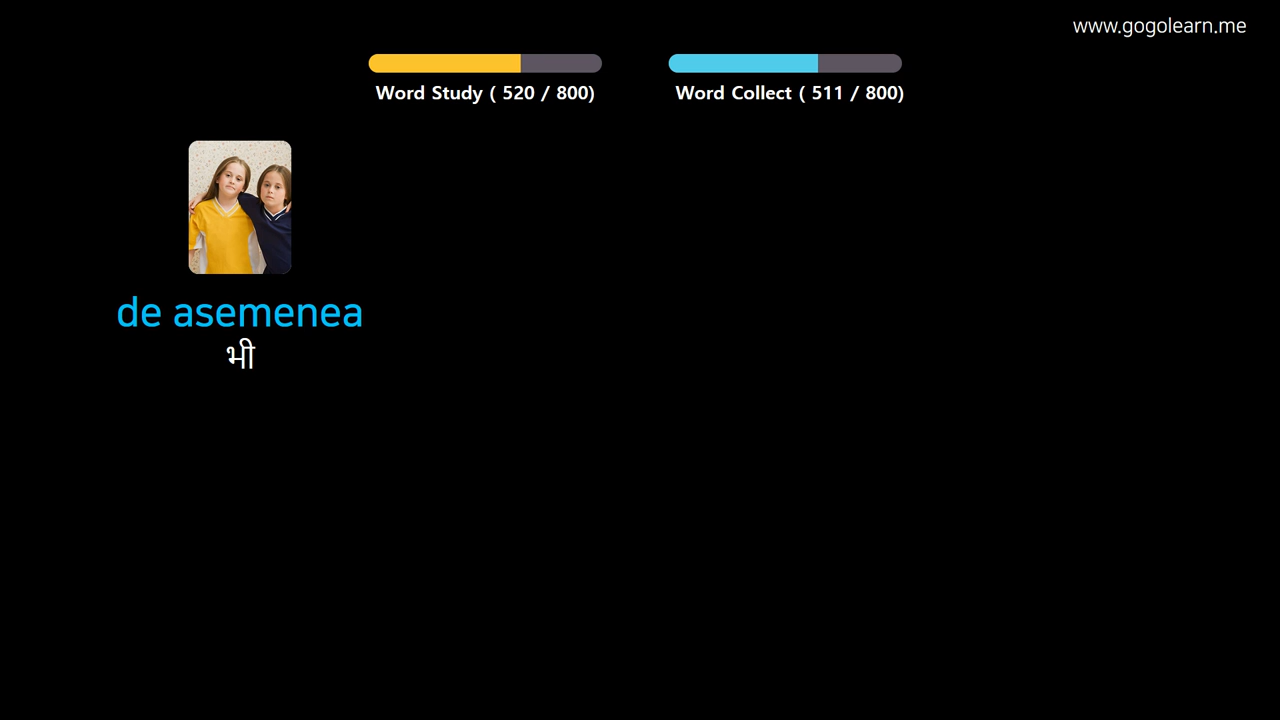 www.gogolearn.me
Word Study ( 520 / 800)
Word Collect ( 511 / 800)
de asemenea
भी